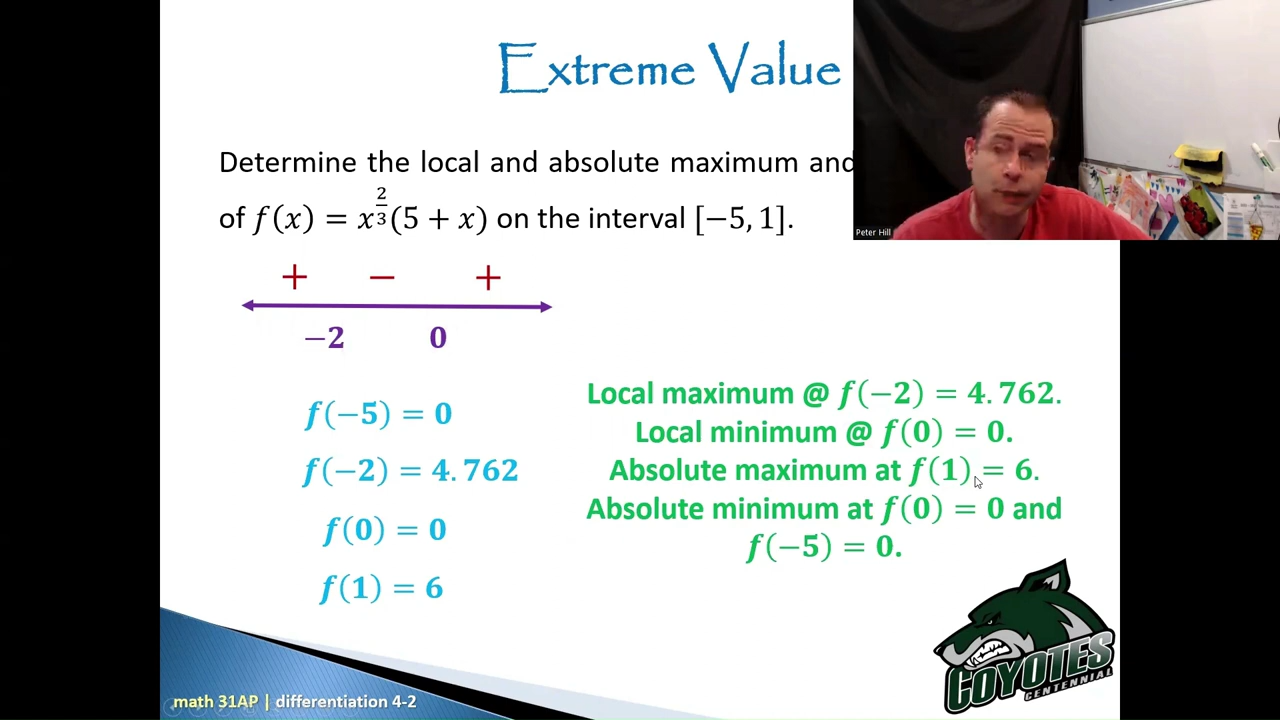 Extreme Value
Determine the local and absolute maximum and
of f(x) = x^{2/3}(5 + x) on the interval [−5, 1].
Peter Hill
+ − +
−2 0
f(−5) = 0
f(−2) = 4.762
f(0) = 0
f(1) = 6
Local maximum @ f(−2) = 4.762.
Local minimum @ f(0) = 0.
Absolute maximum at f(1) = 6.
Absolute minimum at f(0) = 0 and
f(−5) = 0.
COYOTES
CENTENNIAL
math 31AP | differentiation 4-2